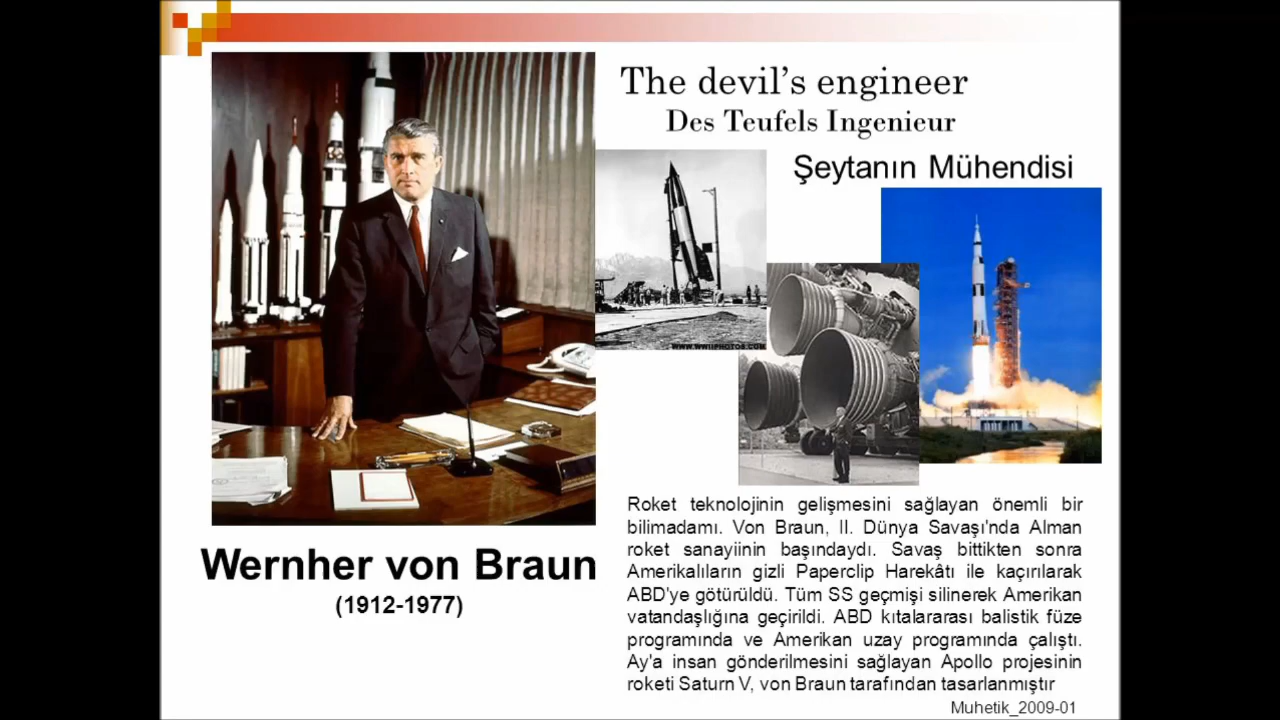 The devil's engineer
Des Teufels Ingenieur
Şeytanın Mühendisi
WWW.WWIIPHOTOS.COM
Wernher von Braun
(1912-1977)
Roket teknolojinin gelişmesini sağlayan önemli bir
bilimadamı. Von Braun, II. Dünya Savaşı'nda Alman
roket sanayiinin başındaydı. Savaş bittikten sonra
Amerikalıların gizli Paperclip Harekâtı ile kaçırılarak
ABD'ye götürüldü. Tüm SS geçmişi silinerek Amerikan
vatandaşlığına geçirildi. ABD kıtalararası balistik füze
programında ve Amerikan uzay programında çalıştı.
Ay'a insan gönderilmesini sağlayan Apollo projesinin
roketi Saturn V, von Braun tarafından tasarlanmıştır
Muhetik_2009-01